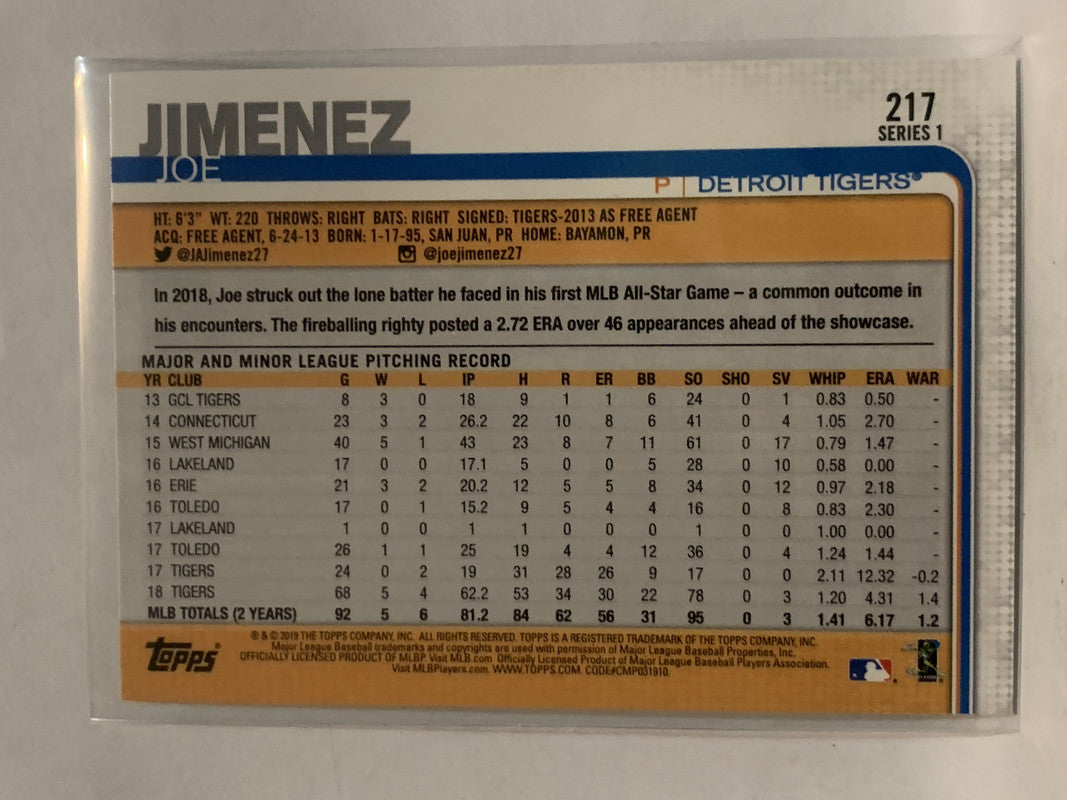 JIMENEZ
JOE
217
SERIES 1
P | DETROIT TIGERS®
HT: 6'3" WT: 220 THROWS: RIGHT BATS: RIGHT SIGNED: TIGERS-2013 AS FREE AGENT
ACQ: FREE AGENT, 6-24-13 BORN: 1-17-95, SAN JUAN, PR HOME: BAYAMON, PR
@JAJimenez27 @joejimenez27
In 2018, Joe struck out the lone batter he faced in his first MLB All-Star Game – a common outcome in
his encounters. The fireballing righty posted a 2.72 ERA over 46 appearances ahead of the showcase.
MAJOR AND MINOR LEAGUE PITCHING RECORD
YR CLUB G W L IP H R ER BB SO SHO SV WHIP ERA WAR
13 GCL TIGERS 8 3 0 18 9 1 1 6 24 0 1 0.83 0.50 -
14 CONNECTICUT 23 3 2 26.2 22 10 8 6 41 0 4 1.05 2.70 -
15 WEST MICHIGAN 40 5 1 43 23 8 7 11 61 0 17 0.79 1.47 -
16 LAKELAND 17 0 0 17.1 5 0 0 5 28 0 10 0.58 0.00 -
16 ERIE 21 3 2 20.2 12 5 5 8 34 0 12 0.97 2.18 -
16 TOLEDO 17 0 1 15.2 9 5 4 4 16 0 8 0.83 2.30 -
17 LAKELAND 1 0 0 1 1 0 0 0 1 0 0 1.00 0.00 -
17 TOLEDO 26 1 1 25 19 4 4 12 36 0 4 1.24 1.44 -
17 TIGERS 24 0 2 19 31 28 26 9 17 0 0 2.11 12.32 -0.2
18 TIGERS 68 5 4 62.2 53 34 30 22 78 0 3 1.20 4.31 1.4
MLB TOTALS (2 YEARS) 92 5 6 81.2 84 62 56 31 95 0 3 1.41 6.17 1.2
Topps
® & © 2019 THE TOPPS COMPANY, INC. ALL RIGHTS RESERVED. TOPPS IS A REGISTERED TRADEMARK OF THE TOPPS COMPANY, INC.
Major League Baseball trademarks and copyrights are used with permission of Major League Baseball Properties, Inc.
OFFICIALLY LICENSED PRODUCT OF MLBP Visit MLB.com Officially Licensed Product of Major League Baseball Players Association.
Visit MLBPlayers.com. WWW.TOPPS.COM. CODE#CMP031910.